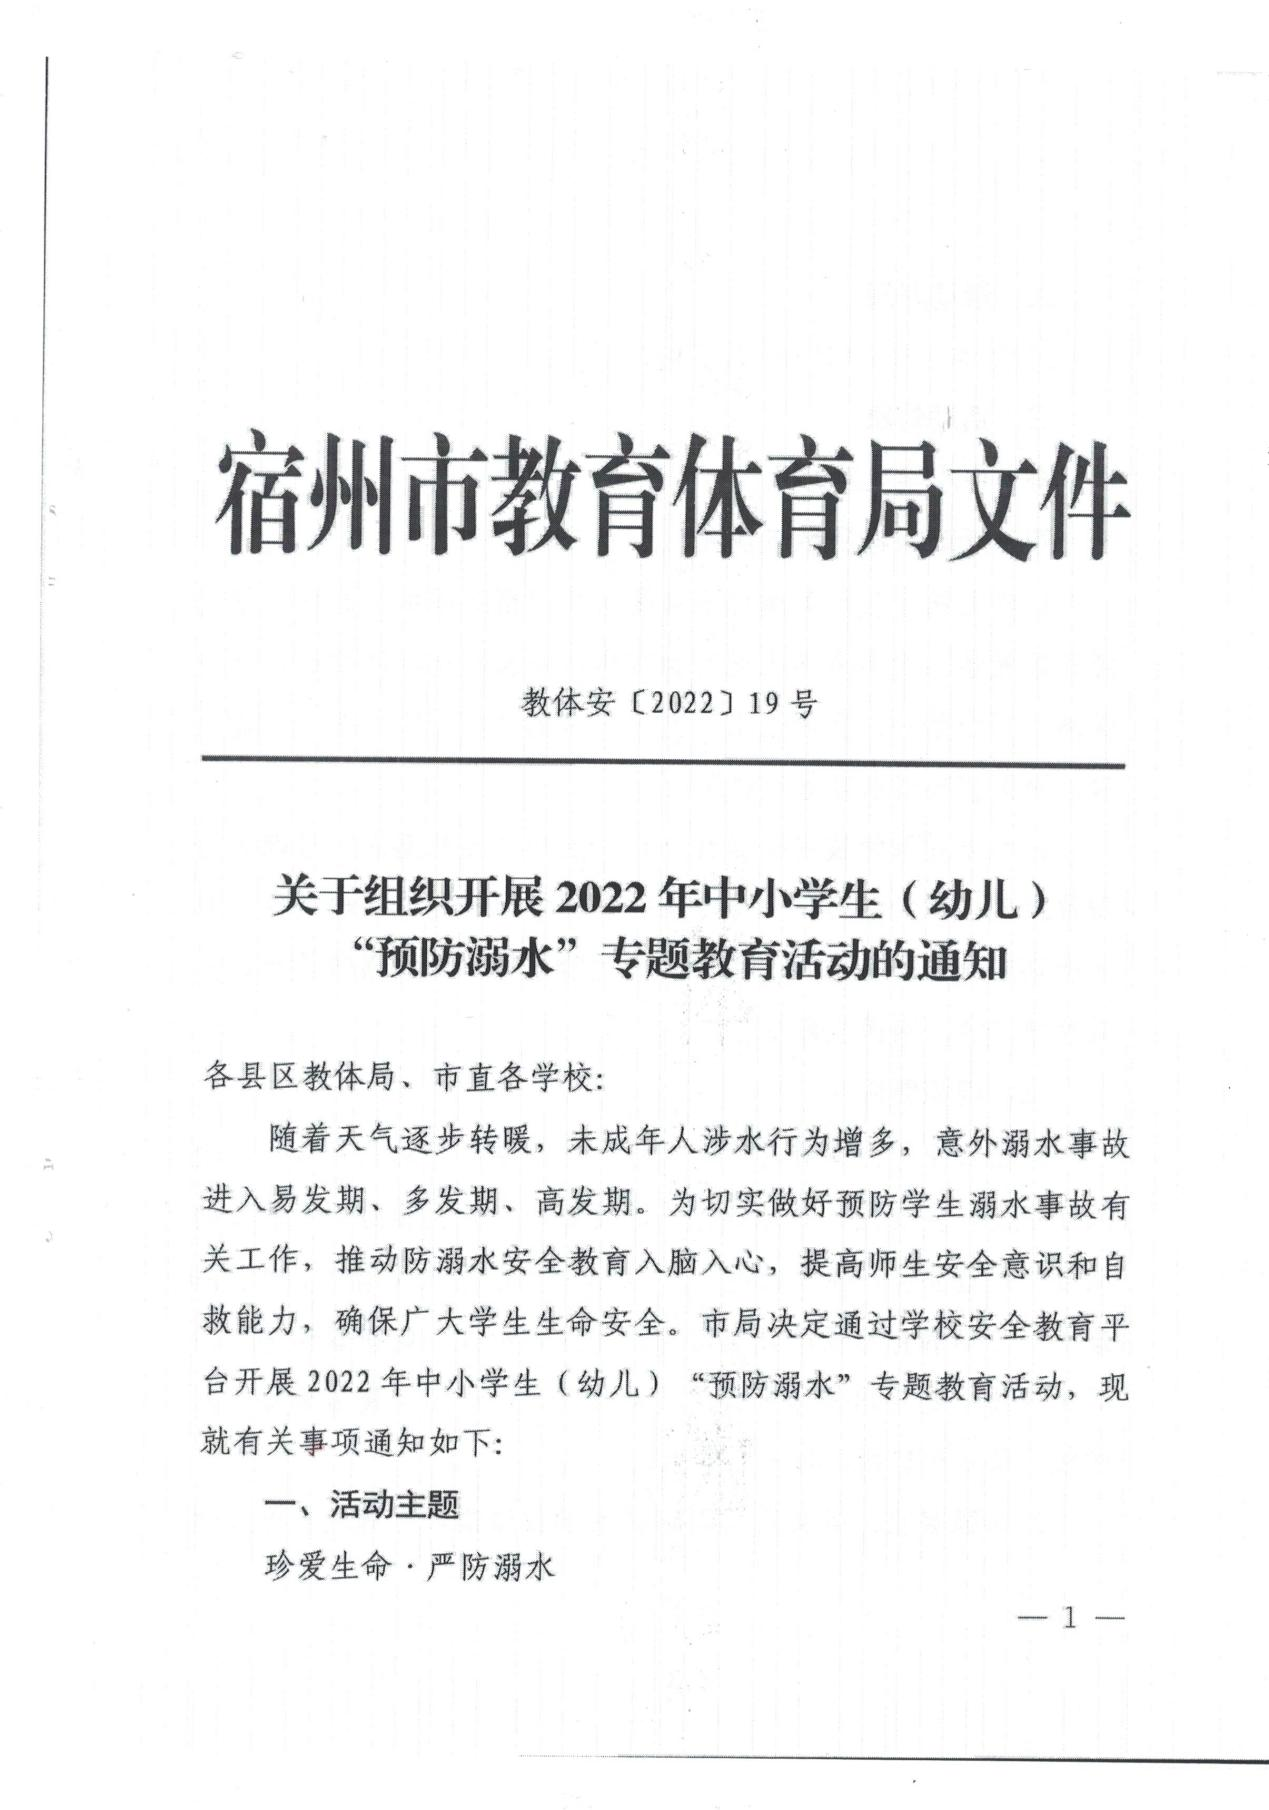 宿州市教育体育局文件
教体安〔2022〕19号
关于组织开展2022年中小学生（幼儿）
“预防溺水”专题教育活动的通知
各县区教体局、市直各学校:
随着天气逐步转暖，未成年人涉水行为增多，意外溺水事故
进入易发期、多发期、高发期。为切实做好预防学生溺水事故有
关工作，推动防溺水安全教育入脑入心，提高师生安全意识和自
救能力，确保广大学生生命安全。市局决定通过学校安全教育平
台开展2022年中小学生（幼儿）“预防溺水”专题教育活动，现
就有关事项通知如下:
一、活动主题
珍爱生命·严防溺水
— 1 —